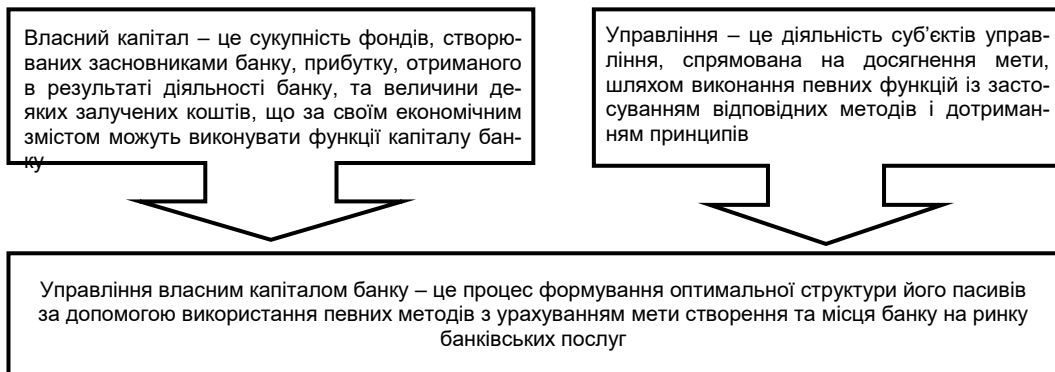 Власний капітал – це сукупність фондів, створю-
ваних засновниками банку, прибутку, отриманого
в результаті діяльності банку, та величини де-
яких залучених коштів, що за своїм економічним
змістом можуть виконувати функції капіталу бан-
ку
Управління – це діяльність суб’єктів управ-
ління, спрямована на досягнення мети,
шляхом виконання певних функцій із засто-
суванням відповідних методів і дотриман-
ням принципів
Управління власним капіталом банку – це процес формування оптимальної структури його пасивів
за допомогою використання певних методів з урахуванням мети створення та місця банку на ринку
банківських послуг